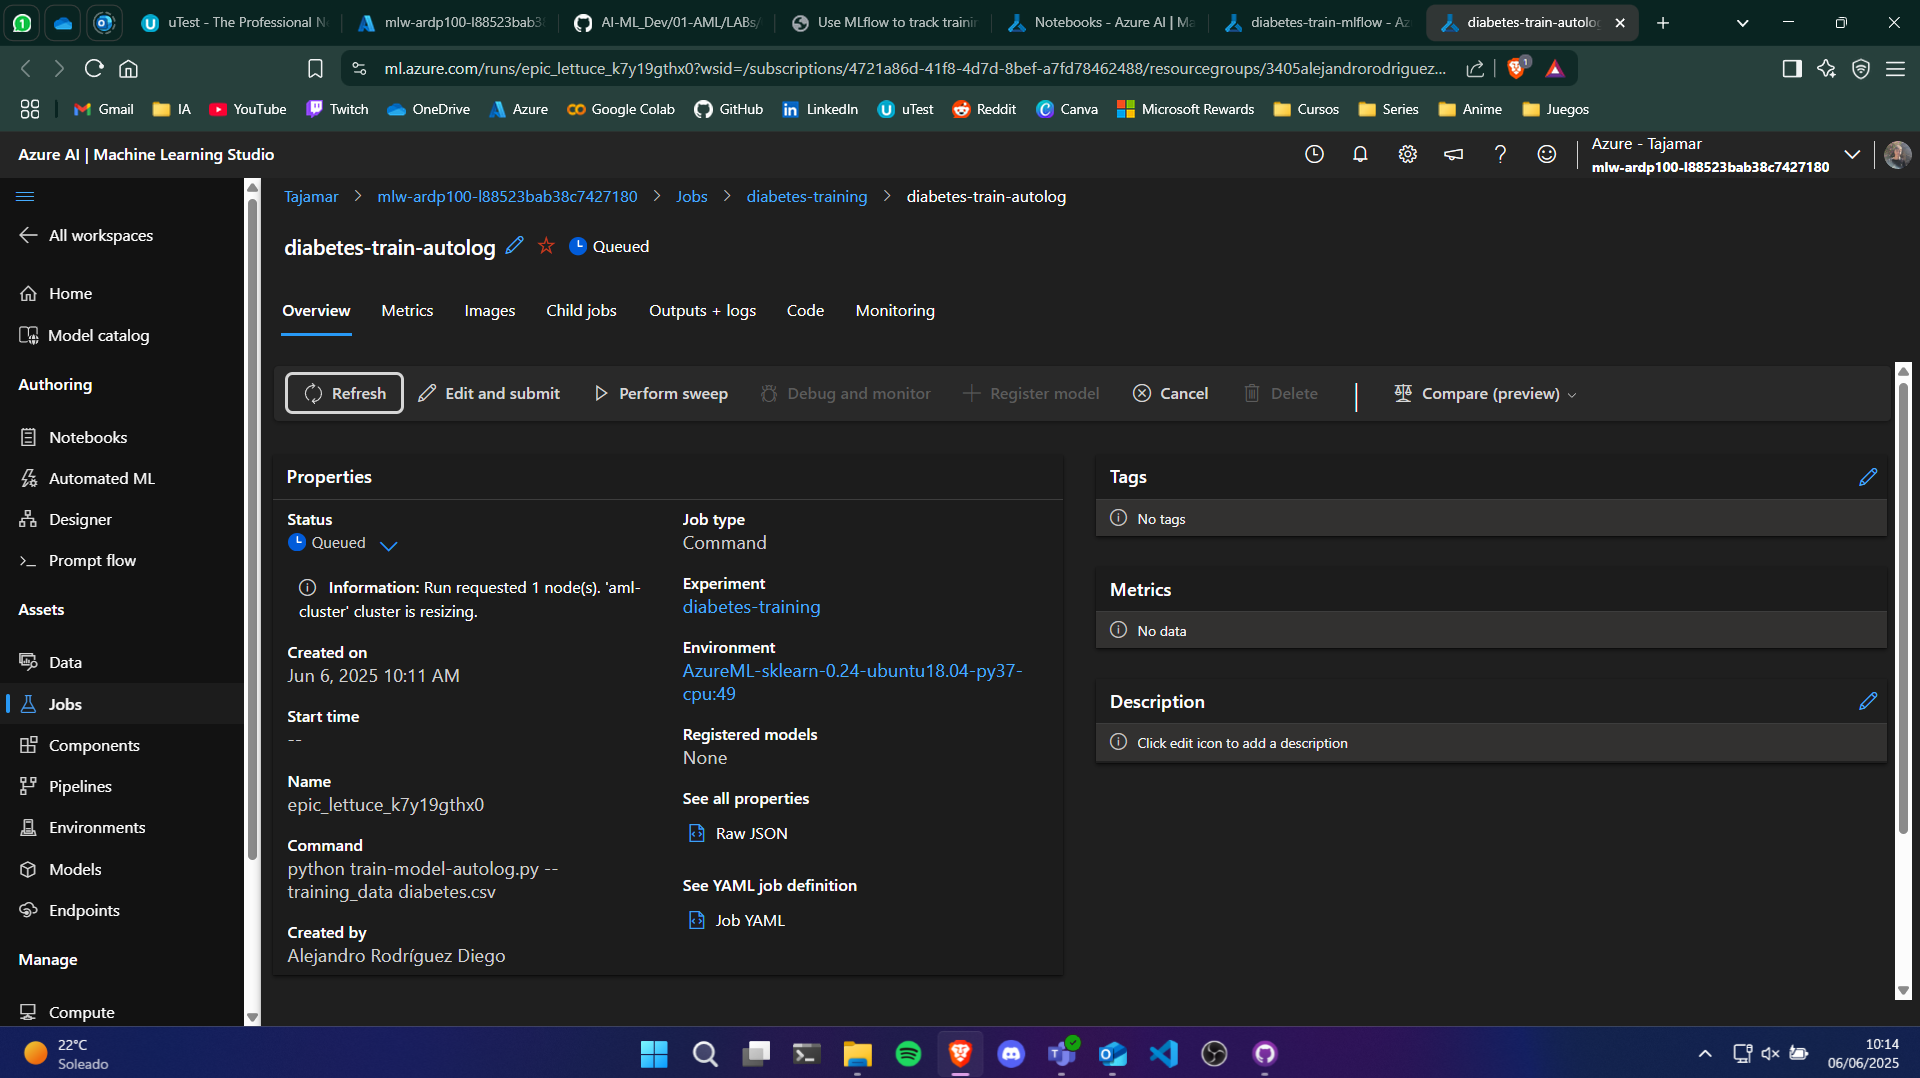 uTest - The Professional N
mlw-ardp100-l88523bab3
AI-ML_Dev/01-AML/LABs/
Use MLflow to track trainin
Notebooks - Azure AI | Ma
diabetes-train-mlflow - Az
diabetes-train-autolog
ml.azure.com/runs/epic_lettuce_k7y19gthx0?wsid=/subscriptions/4721a86d-41f8-4d7d-8bef-a7fd78462488/resourcegroups/3405alejandrorodriguez...
1
Gmail
IA
YouTube
Twitch
OneDrive
Azure
Google Colab
GitHub
LinkedIn
uTest
Reddit
Canva
Microsoft Rewards
Cursos
Series
Anime
Juegos
Azure AI | Machine Learning Studio
Azure - Tajamar
mlw-ardp100-l88523bab38c7427180
All workspaces
Home
Model catalog
Authoring
Notebooks
Automated ML
Designer
Prompt flow
Assets
Data
Jobs
Components
Pipelines
Environments
Models
Endpoints
Manage
Compute
Tajamar > mlw-ardp100-l88523bab38c7427180 > Jobs > diabetes-training > diabetes-train-autolog
diabetes-train-autolog
Queued
Overview
Metrics
Images
Child jobs
Outputs + logs
Code
Monitoring
Refresh
Edit and submit
Perform sweep
Debug and monitor
Register model
Cancel
Delete
Compare (preview)
Properties
Status
Queued
Information: Run requested 1 node(s). 'aml-
cluster' cluster is resizing.
Created on
Jun 6, 2025 10:11 AM
Start time
--
Name
epic_lettuce_k7y19gthx0
Command
python train-model-autolog.py --
training_data diabetes.csv
Created by
Alejandro Rodríguez Diego
Job type
Command
Experiment
diabetes-training
Environment
AzureML-sklearn-0.24-ubuntu18.04-py37-
cpu:49
Registered models
None
See all properties
Raw JSON
See YAML job definition
Job YAML
Tags
No tags
Metrics
No data
Description
Click edit icon to add a description
22°C
Soleado
10:14
06/06/2025